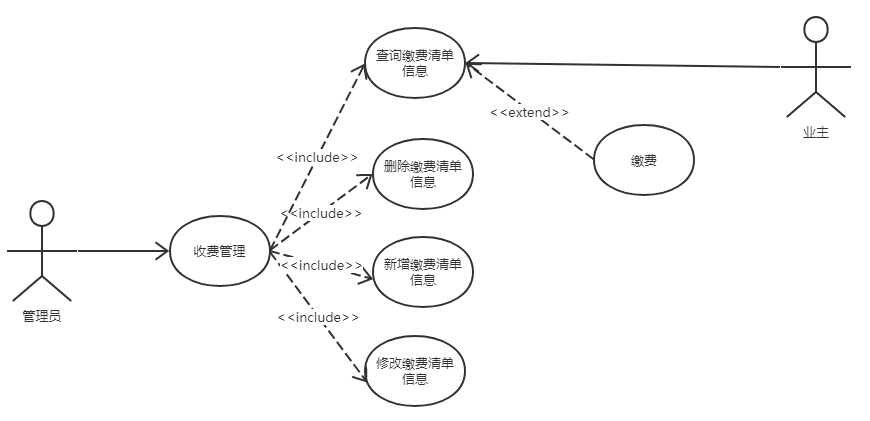 查询缴费清单
信息
<<extend>>
业主
缴费
<<include>>
删除缴费清单
信息
<<include>>
收费管理
<<include>>
新增缴费清单
信息
管理员
<<include>>
修改缴费清单
信息